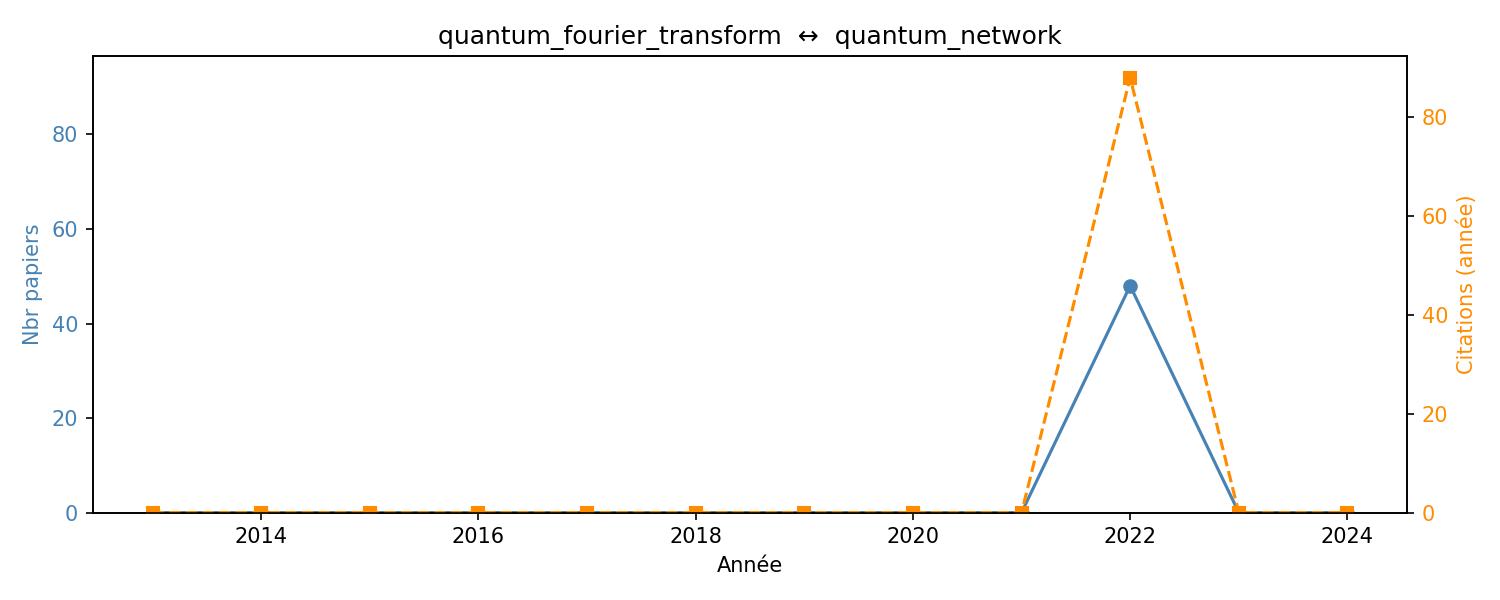 quantum_fourier_transform ↔ quantum_network
Nbr papiers
80
60
40
20
0
80
60
40
20
0
Citations (année)
2014 2016 2018 2020 2022 2024
Année